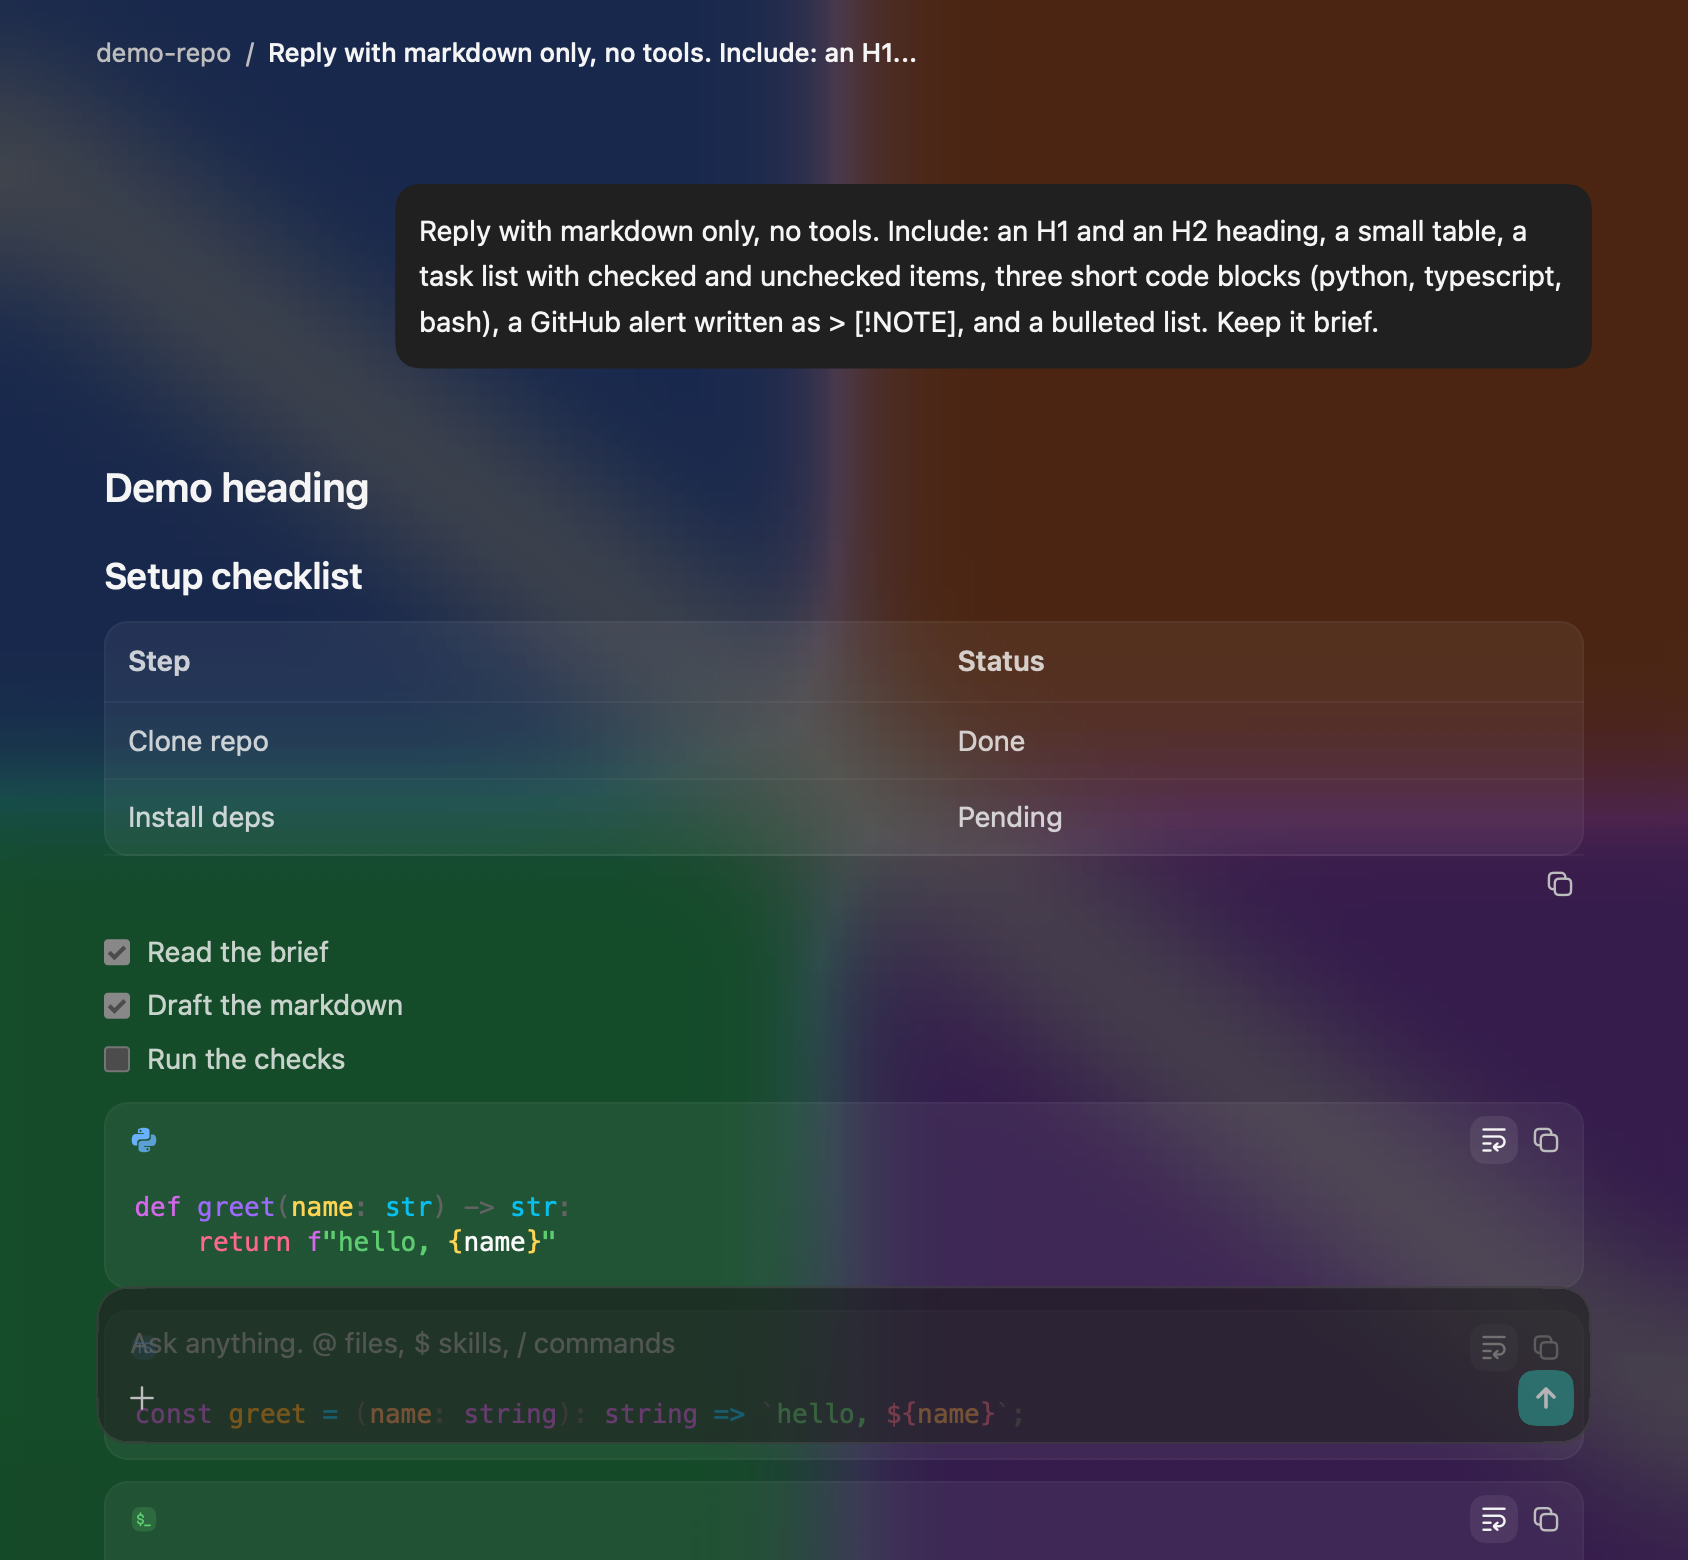 demo-repo / Reply with markdown only, no tools. Include: an H1...
Reply with markdown only, no tools. Include: an H1 and an H2 heading, a small table, a
task list with checked and unchecked items, three short code blocks (python, typescript,
bash), a GitHub alert written as > [!NOTE], and a bulleted list. Keep it brief.
Demo heading
Setup checklist
Step Status
Clone repo Done
Install deps Pending
Read the brief
Draft the markdown
Run the checks
def greet(name: str) -> str:
    return f"hello, {name}"
Ask anything. @ files, $ skills, / commands
const greet = (name: string): string => `hello, ${name}`;
$_